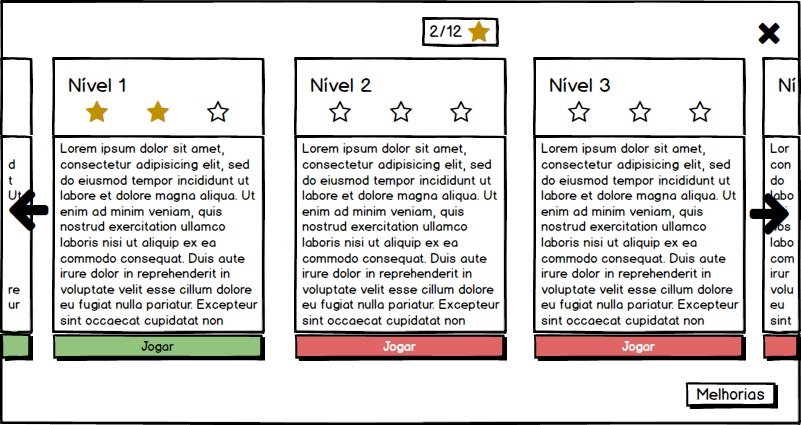 2/12
Nível 1
Lorem ipsum dolor sit amet,
consectetur adipisicing elit, sed
do eiusmod tempor incididunt ut
labore et dolore magna aliqua. Ut
enim ad minim veniam, quis
nostrud exercitation ullamco
laboris nisi ut aliquip ex ea
commodo consequat. Duis aute
irure dolor in reprehenderit in
voluptate velit esse cillum dolore
eu fugiat nulla pariatur. Excepteur
sint occaecat cupidatat non
Jogar
Nível 2
Lorem ipsum dolor sit amet,
consectetur adipisicing elit, sed
do eiusmod tempor incididunt ut
labore et dolore magna aliqua. Ut
enim ad minim veniam, quis
nostrud exercitation ullamco
laboris nisi ut aliquip ex ea
commodo consequat. Duis aute
irure dolor in reprehenderit in
voluptate velit esse cillum dolore
eu fugiat nulla pariatur. Excepteur
sint occaecat cupidatat non
Jogar
Nível 3
Lorem ipsum dolor sit amet,
consectetur adipisicing elit, sed
do eiusmod tempor incididunt ut
labore et dolore magna aliqua. Ut
enim ad minim veniam, quis
nostrud exercitation ullamco
laboris nisi ut aliquip ex ea
commodo consequat. Duis aute
irure dolor in reprehenderit in
voluptate velit esse cillum dolore
eu fugiat nulla pariatur. Excepteur
sint occaecat cupidatat non
Jogar
Ní
Lor
con
do
labo
nos
labo
com
irur
volu
eu
sint
d
t
Ut
re
ur
Melhorias